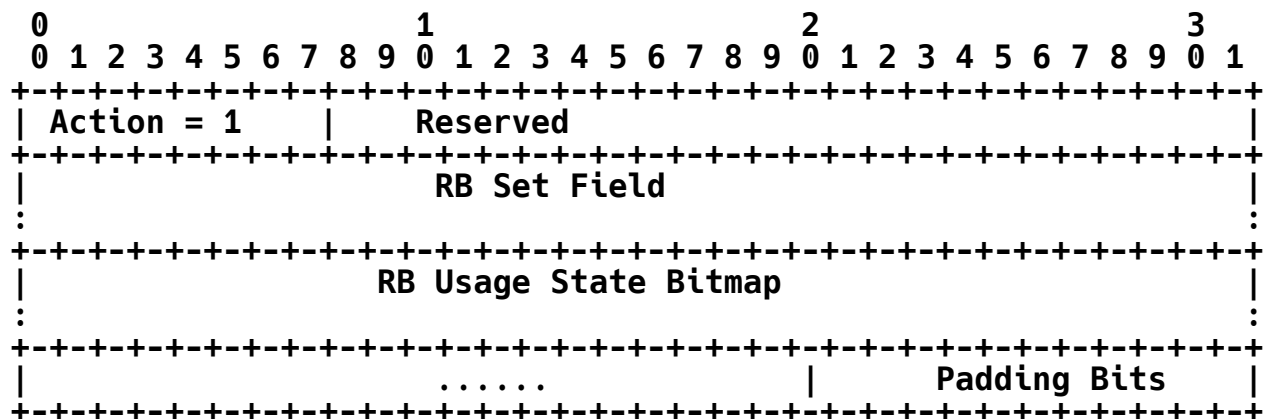 0                   1                   2                   3
 0 1 2 3 4 5 6 7 8 9 0 1 2 3 4 5 6 7 8 9 0 1 2 3 4 5 6 7 8 9 0 1
+-+-+-+-+-+-+-+-+-+-+-+-+-+-+-+-+-+-+-+-+-+-+-+-+-+-+-+-+-+-+-+-+
| Action = 1    |    Reserved                                   |
+-+-+-+-+-+-+-+-+-+-+-+-+-+-+-+-+-+-+-+-+-+-+-+-+-+-+-+-+-+-+-+-+
|                     RB Set Field                              |
:                                                               :
+-+-+-+-+-+-+-+-+-+-+-+-+-+-+-+-+-+-+-+-+-+-+-+-+-+-+-+-+-+-+-+-+
|                  RB Usage State Bitmap                        |
:                                                               :
+-+-+-+-+-+-+-+-+-+-+-+-+-+-+-+-+-+-+-+-+-+-+-+-+-+-+-+-+-+-+-+-+
|                     ......              |      Padding Bits   |
+-+-+-+-+-+-+-+-+-+-+-+-+-+-+-+-+-+-+-+-+-+-+-+-+-+-+-+-+-+-+-+-+